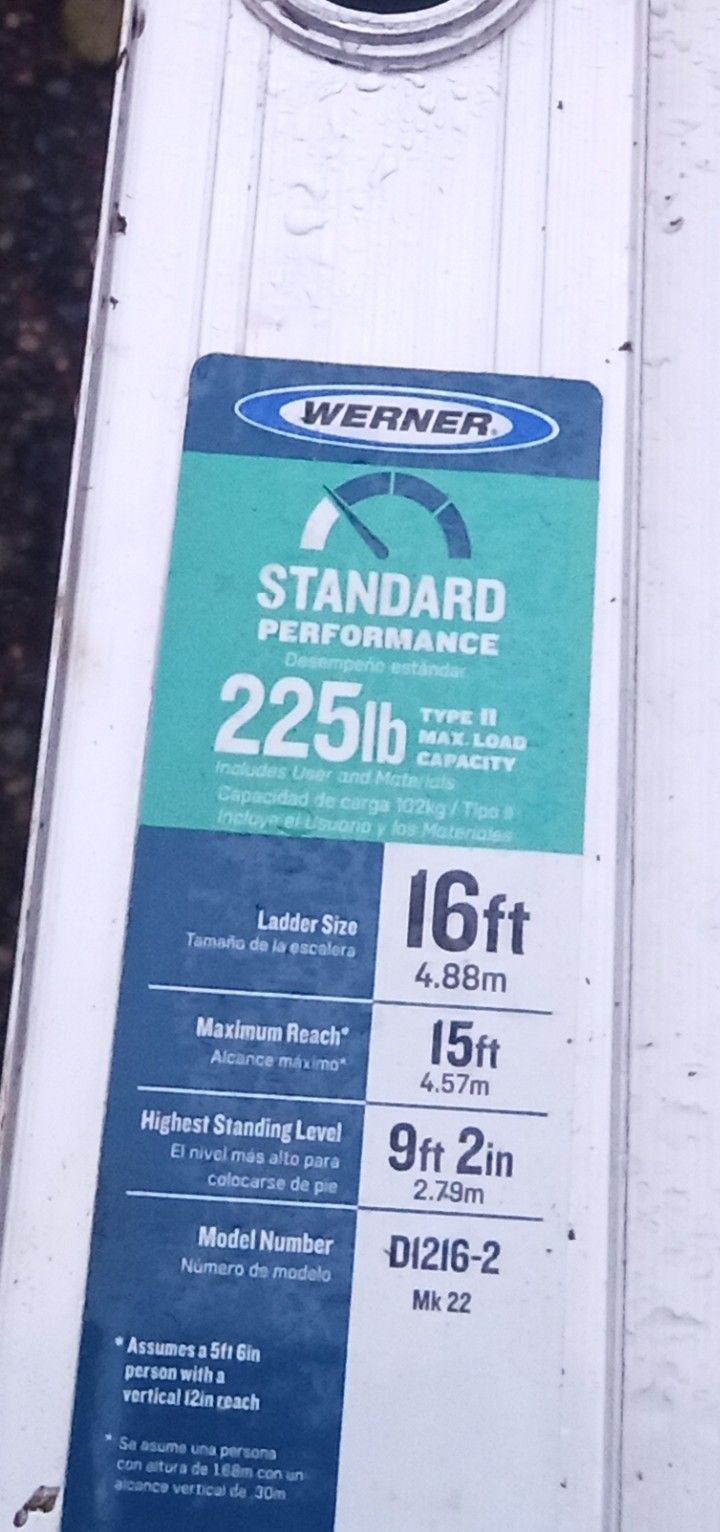 WERNER
STANDARD
PERFORMANCE
Desempeño estándar
225lb TYPE II
MAX. LOAD
CAPACITY
Includes User and Materials
Capacidad de carga 102kg / Tipo II
Incluye el Usuario y los Materiales
Ladder Size 16ft
Tamaño de la escalera 4.88m
Maximum Reach* 15ft
Alcance máximo* 4.57m
Highest Standing Level 9ft 2in
El nivel más alto para 2.79m
colocarse de pie
Model Number D1216-2
Número de modelo Mk 22
* Assumes a 5ft 6in
person with a
vertical 12in reach
* Se asume una persona
con altura de 1.68m con un
alcance vertical de .30m